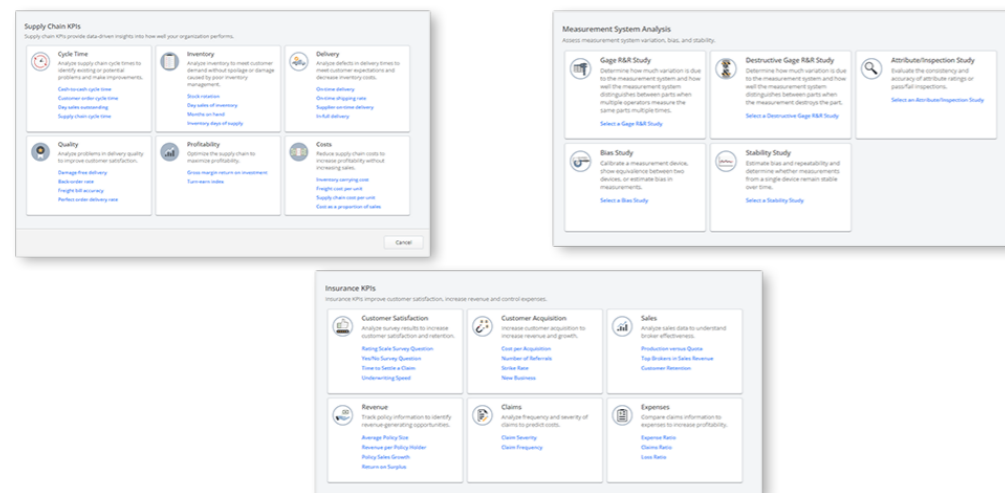 Supply Chain KPIs
Supply chain KPIs provide data-driven insights into how well your organization performs.
Cycle Time
Analyze supply chain cycle times to
identify existing or potential
problems and make improvements.
Cash-to-cash cycle time
Customer order cycle time
Day sales outstanding
Supply chain cycle time
Inventory
Analyze inventory to meet customer
demand without spoilage or damage
caused by poor inventory
management.
Stock rotation
Day sales of inventory
Months on hand
Inventory days of supply
Delivery
Analyze defects in delivery times to
meet customer expectations and
decrease inventory costs.
On-time delivery
On-time shipping rate
Supplier on-time delivery
In-full delivery
Quality
Analyze problems in delivery quality
to improve customer satisfaction.
Damage-free delivery
Back order rate
Freight bill accuracy
Perfect order delivery rate
Profitability
Optimize the supply chain to
maximize profitability.
Gross margin return on investment
Turn-earn index
Costs
Reduce supply chain costs to
increase profitability without
increasing sales.
Inventory carrying cost
Freight cost per unit
Supply chain cost per unit
Cost as a proportion of sales
Cancel
Measurement System Analysis
Assess measurement system variation, bias, and stability.
Gage R&R Study
Determine how much variation is due
to the measurement system and how
well the measurement system
distinguishes between parts when
multiple operators measure the
same parts multiple times.
Select a Gage R&R Study
Destructive Gage R&R Study
Determine how much variation is due
to the measurement system and how
well the measurement system
distinguishes between parts when
the measurement destroys the part.
Select a Destructive Gage R&R Study
Attribute/Inspection Study
Evaluate the consistency and
accuracy of attribute ratings or
pass/fail inspections.
Select an Attribute/Inspection Study
Bias Study
Calibrate a measurement device,
show equivalence between two
devices, or estimate bias in
measurements.
Select a Bias Study
Stability Study
Estimate bias and repeatability and
determine whether measurements
from a single device remain stable
over time.
Select a Stability Study
Insurance KPIs
Insurance KPIs improve customer satisfaction, increase revenue and control expenses.
Customer Satisfaction
Analyze survey results to increase
customer satisfaction and retention.
Rating Scale Survey Question
Yes/No Survey Question
Time to Settle a Claim
Underwriting Speed
Customer Acquisition
Increase customer acquisition to
increase revenue and growth.
Cost per Acquisition
Number of Referrals
Strike Rate
New Business
Sales
Analyze sales data to understand
broker effectiveness.
Production versus Quota
Top Brokers in Sales Revenue
Customer Retention
Revenue
Track policy information to identify
revenue-generating opportunities.
Average Policy Size
Revenue per Policy Holder
Policy Sales Growth
Return on Surplus
Claims
Analyze frequency and severity of
claims to predict costs.
Claim Severity
Claim Frequency
Expenses
Compare claims information to
expenses to increase profitability.
Expense Ratio
Claims Ratio
Loss Ratio